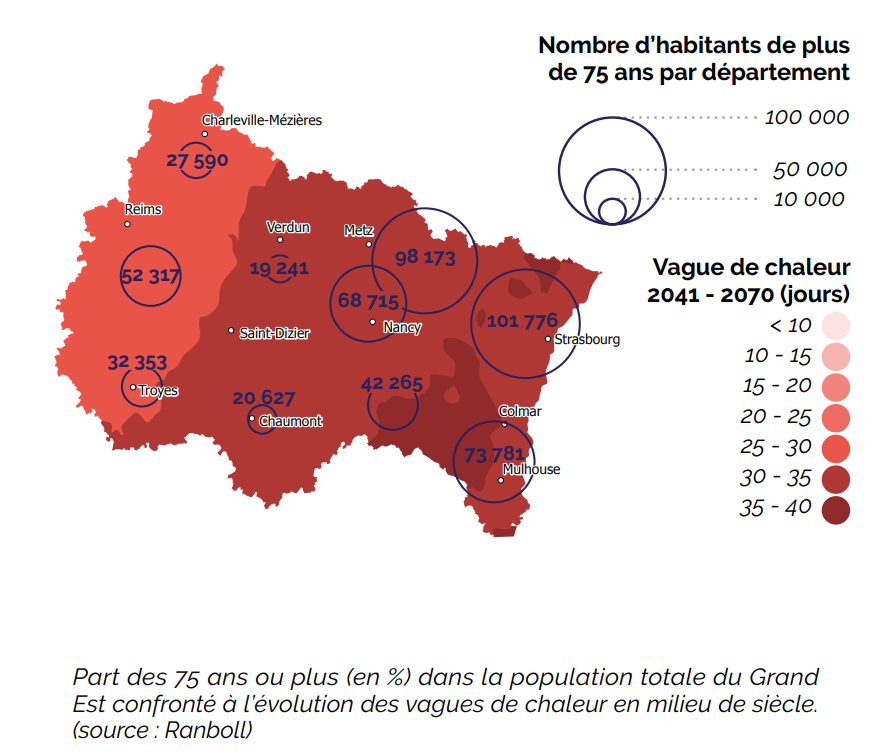 Nombre d'habitants de plus
de 75 ans par département
100 000
50 000
10 000
Charleville-Mézières
27 590
Reims
Verdun
Metz
98 173
19 241
52 317
68 715
Nancy
101 776
Strasbourg
Saint-Dizier
32 353
Troyes
20 627
Chaumont
42 265
Colmar
73 781
Mulhouse
Vague de chaleur
2041 - 2070 (jours)
< 10
10 - 15
15 - 20
20 - 25
25 - 30
30 - 35
35 - 40
Part des 75 ans ou plus (en %) dans la population totale du Grand
Est confronté à l'évolution des vagues de chaleur en milieu de siècle.
(source : Ranboll)